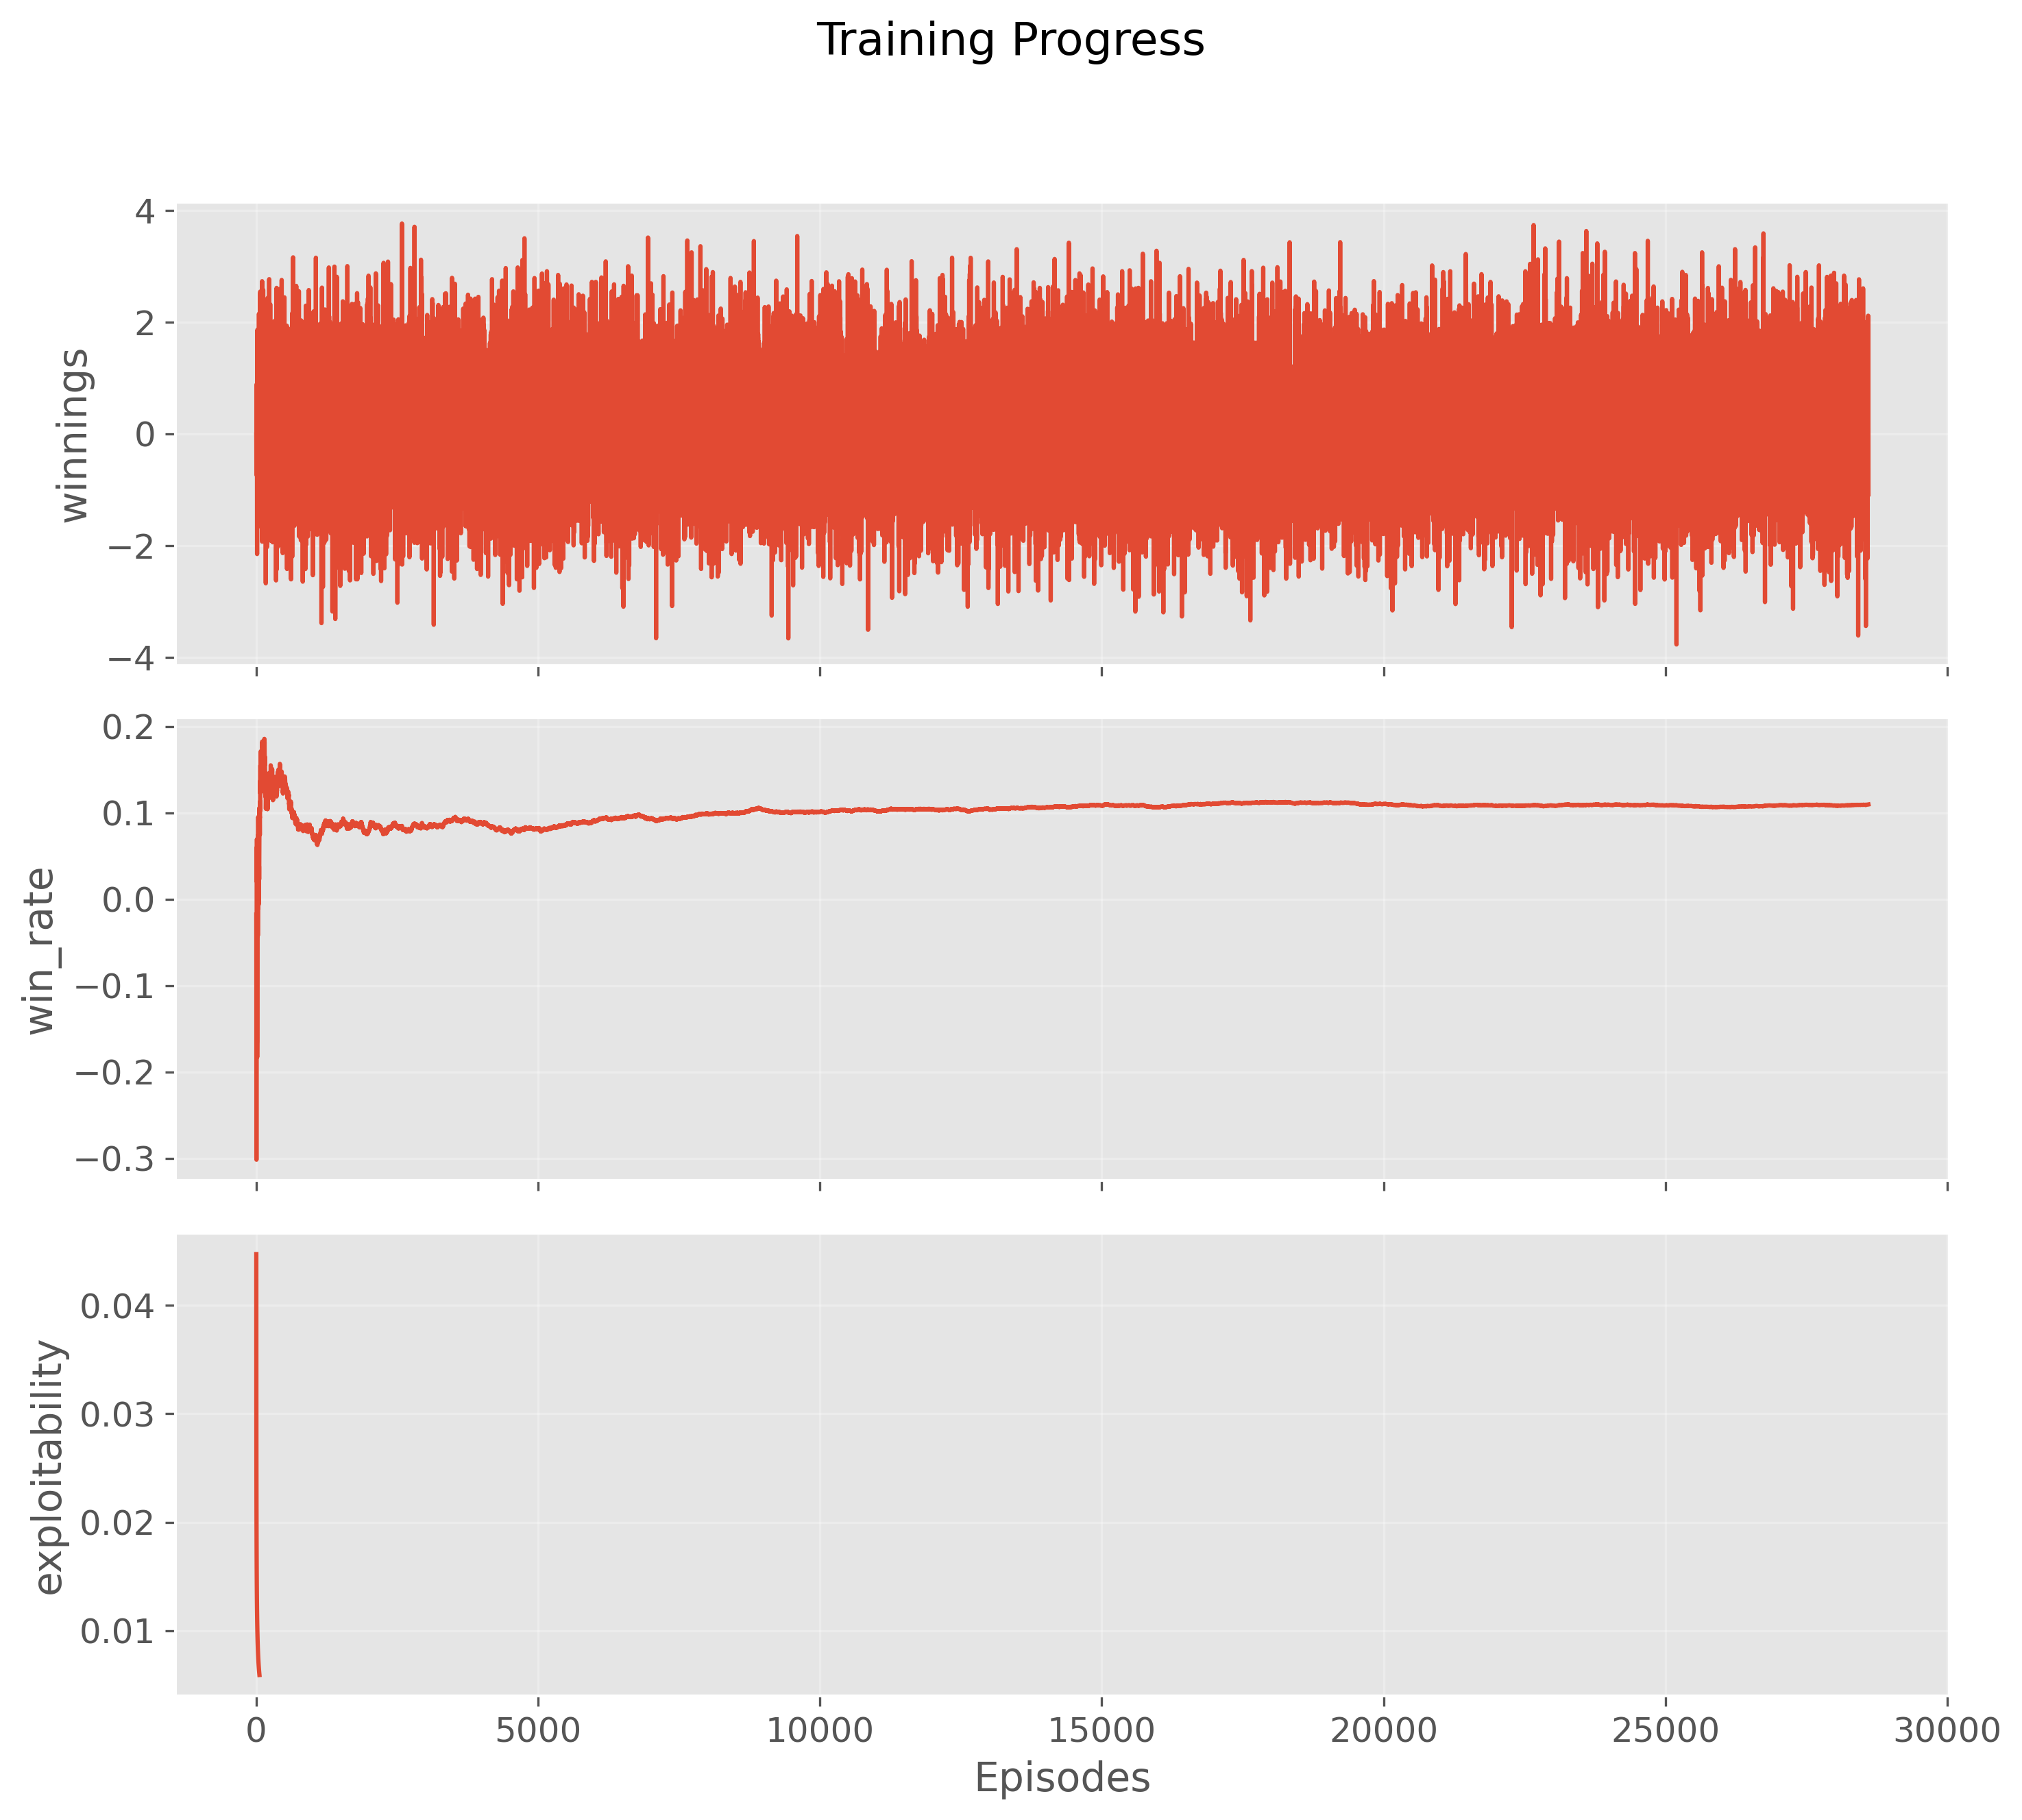 Training Progress
4
2
0
−2
−4
winnings
0.2
0.1
0.0
−0.1
−0.2
−0.3
win_rate
0.04
0.03
0.02
0.01
exploitability
0 5000 10000 15000 20000 25000 30000
Episodes